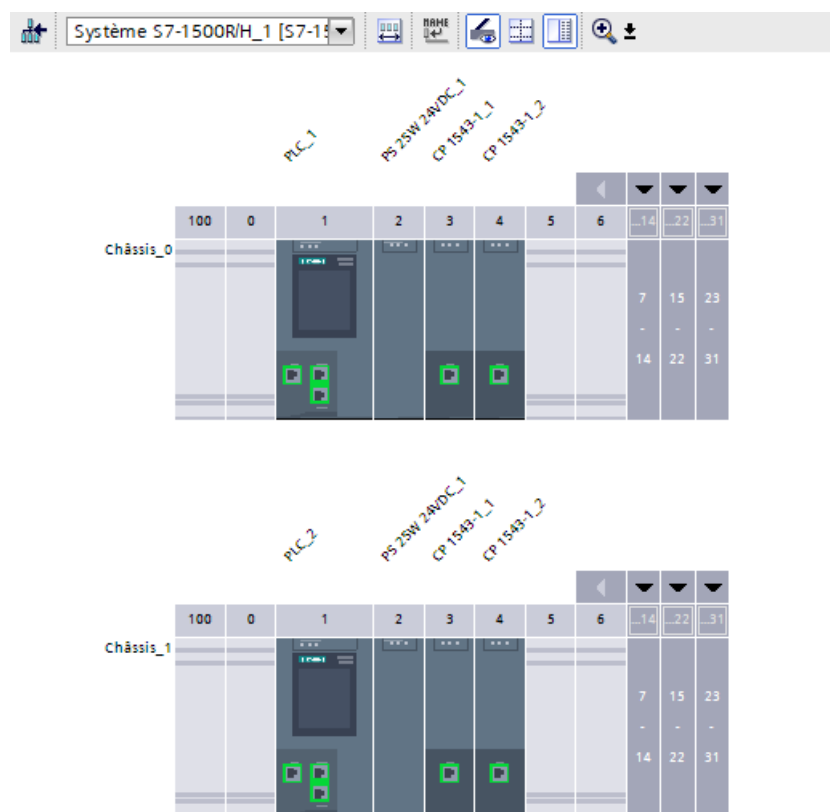 Système S7-1500R/H_1 [S7-15
NAME
PLC_1
PS 25W 24VDC_1
CP 1543-1_1
CP 1543-1_2
100 0 1 2 3 4 5 6 ...14 ...22 ...31
Châssis_0
SIEMENS
7 15 23
- - -
14 22 31
PLC_2
PS 25W 24VDC_1
CP 1543-1_1
CP 1543-1_2
100 0 1 2 3 4 5 6 ...14 ...22 ...31
Châssis_1
SIEMENS
7 15 23
- - -
14 22 31